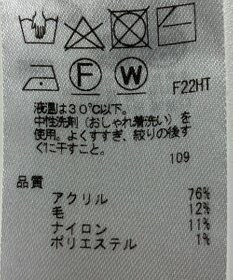 F
W
F22HT
液温は30℃以下。
中性洗剤(おしゃれ着洗い)を
使用。よくすすぎ、絞りの後す
ぐに干すこと。
109
品質
アクリル 76%
毛 12%
ナイロン 11%
ポリエステル 1%